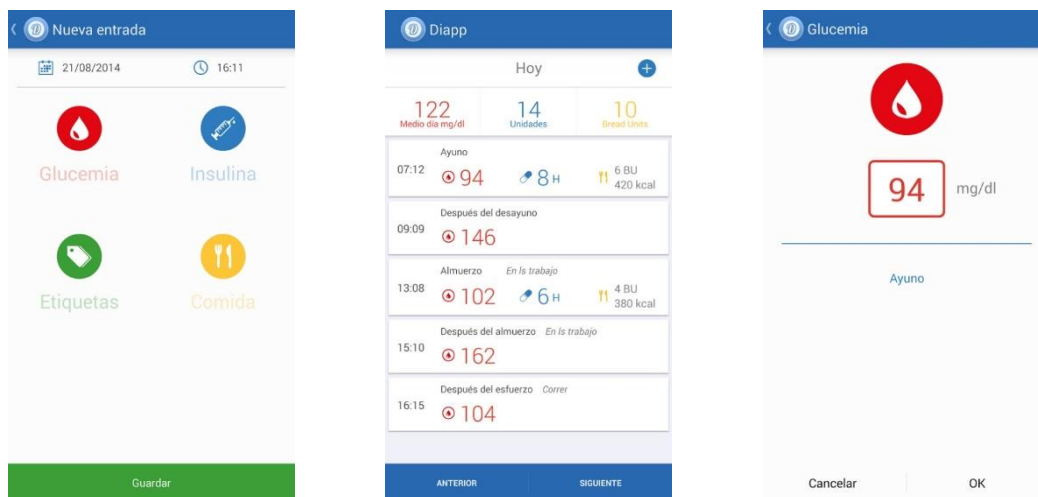 Nueva entrada
21/08/2014 16:11
Glucemia Insulina
Etiquetas Comida
Guardar
Diapp
Hoy
122 14 10
Medio dia mg/dl Unidades Bread Units
Ayuno
07:12 94 8 H 6 BU
420 kcal
Después del desayuno
09:09 146
Almuerzo En ls trabajo
13:08 102 6 H 4 BU
380 kcal
Después del almuerzo En ls trabajo
15:10 162
Después del esfuerzo Correr
16:15 104
ANTERIOR SIGUIENTE
Glucemia
94 mg/dl
Ayuno
Cancelar OK